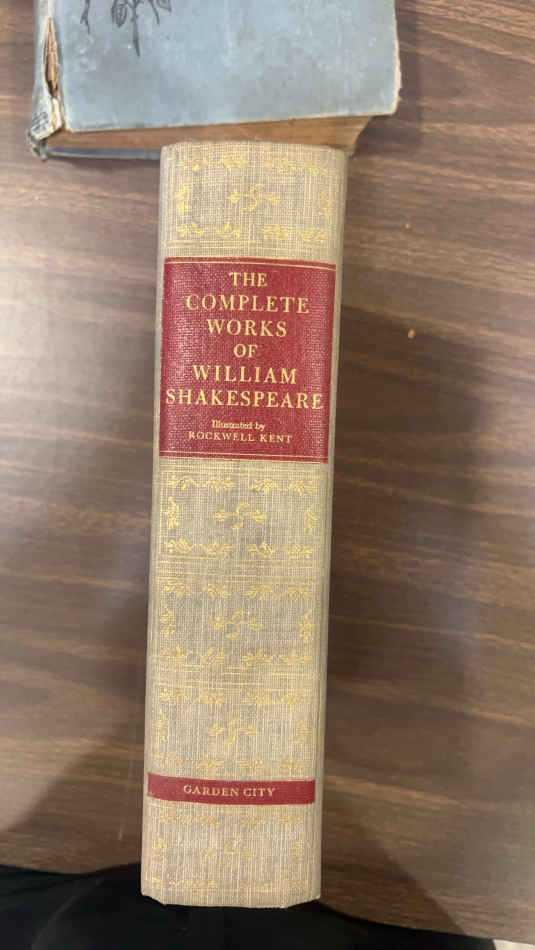 THE
COMPLETE
WORKS
OF
WILLIAM
SHAKESPEARE
Illustrated by
ROCKWELL KENT
GARDEN CITY